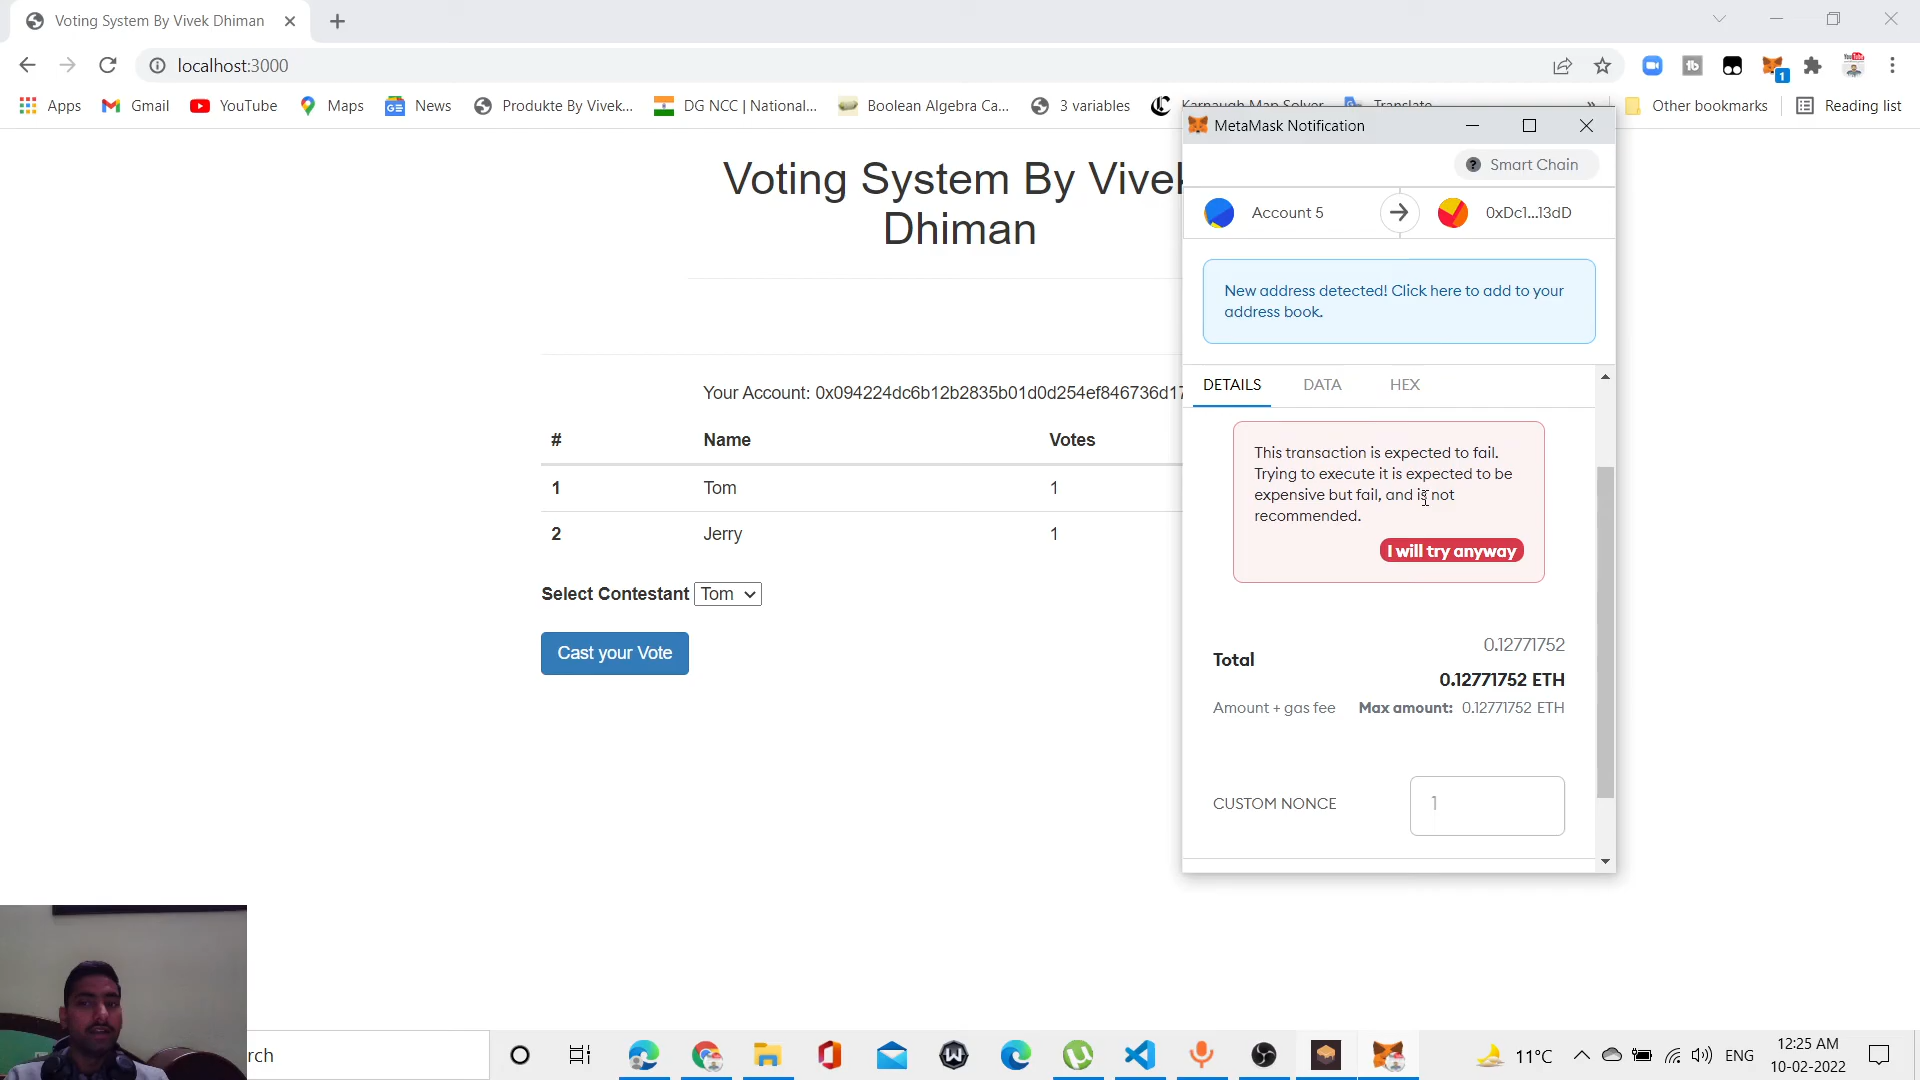 Voting System By Vivek Dhiman
localhost:3000
Apps
Gmail
YouTube
Maps
News
Produkte By Vivek...
DG NCC | National...
Boolean Algebra Ca...
3 variables
Karnaugh Map Solver
Translate
»
Other bookmarks
Reading list
1
MetaMask Notification
Smart Chain
Account 5
0xDc1...13dD
New address detected! Click here to add to your
address book.
DETAILS
DATA
HEX
This transaction is expected to fail.
Trying to execute it is expected to be
expensive but fail, and is not
recommended.
I will try anyway
Total
0.12771752
0.12771752 ETH
Amount + gas fee
Max amount: 0.12771752 ETH
CUSTOM NONCE
1
Voting System By Vivek
Dhiman
Your Account: 0x094224dc6b12b2835b01d0d254ef846736d17
# Name Votes
1 Tom 1
2 Jerry 1
Select Contestant Tom
Cast your Vote
rch
11°C
ENG
12:25 AM
10-02-2022